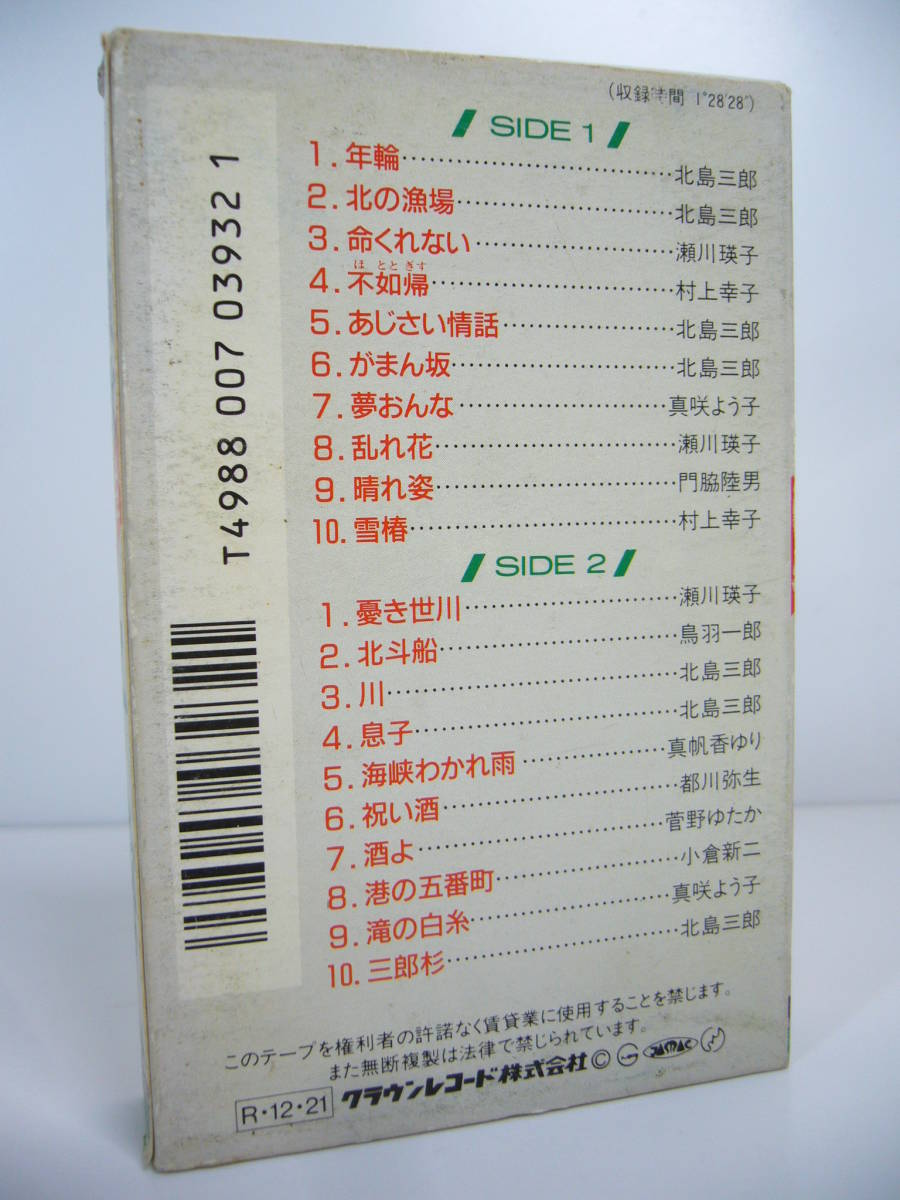 (収録時間 1°28′28″)
SIDE 1
1. 年輪 北島三郎
2. 北の漁場 北島三郎
3. 命くれない 瀬川瑛子
ほととぎす
4. 不如帰 村上幸子
5. あじさい情話 北島三郎
6. がまん坂 北島三郎
7. 夢おんな 真咲よう子
8. 乱れ花 瀬川瑛子
9. 晴れ姿 門脇陸男
10. 雪椿 村上幸子
SIDE 2
1. 憂き世川 瀬川瑛子
2. 北斗船 鳥羽一郎
3. 川 北島三郎
4. 息子 北島三郎
5. 海峡わかれ雨 真帆香ゆり
6. 祝い酒 都川弥生
7. 酒よ 菅野ゆたか
8. 港の五番町 小倉新二
9. 滝の白糸 真咲よう子
10. 三郎杉 北島三郎
このテープを権利者の許諾なく賃貸業に使用することを禁じます。
また無断複製は法律で禁じられています。
R・12・21 クラウンレコード株式会社 ©
T4988 007 03932 1